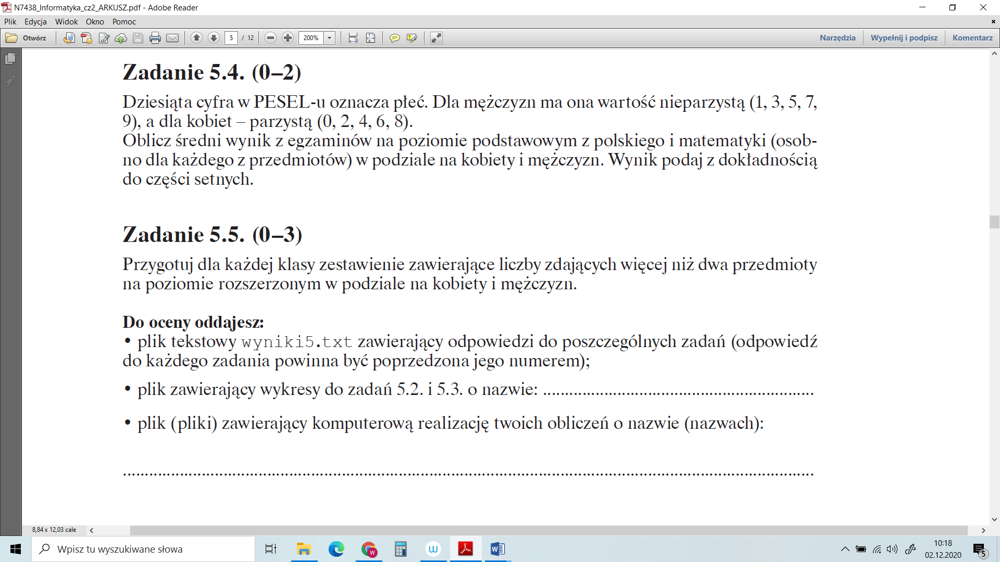 N7438_Informatyka_cz2_ARKUSZ.pdf - Adobe Reader
Plik Edycja Widok Okno Pomoc
Otwórz 5 / 12 200% Narzędzia Wypełnij i podpisz Komentarz
Zadanie 5.4. (0–2)
Dziesiąta cyfra w PESEL-u oznacza płeć. Dla mężczyzn ma ona wartość nieparzystą (1, 3, 5, 7,
9), a dla kobiet – parzystą (0, 2, 4, 6, 8).
Oblicz średni wynik z egzaminów na poziomie podstawowym z polskiego i matematyki (osob-
no dla każdego z przedmiotów) w podziale na kobiety i mężczyzn. Wynik podaj z dokładnością
do części setnych.
Zadanie 5.5. (0–3)
Przygotuj dla każdej klasy zestawienie zawierające liczby zdających więcej niż dwa przedmioty
na poziomie rozszerzonym w podziale na kobiety i mężczyzn.
Do oceny oddajesz:
• plik tekstowy wyniki5.txt zawierający odpowiedzi do poszczególnych zadań (odpowiedź
do każdego zadania powinna być poprzedzona jego numerem);
• plik zawierający wykresy do zadań 5.2. i 5.3. o nazwie: ..............................................................
• plik (pliki) zawierający komputerową realizację twoich obliczeń o nazwie (nazwach):
................................................................................................................................................................
8,84 x 12,03 cale
Wpisz tu wyszukiwane słowa
10:18
02.12.2020
5